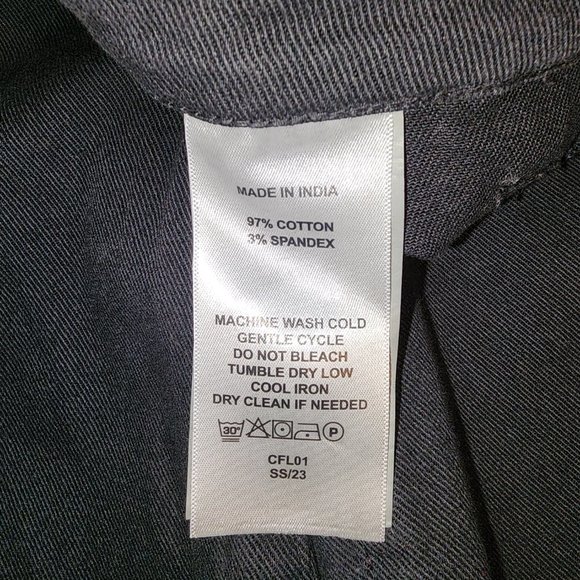 MADE IN INDIA
97% COTTON
3% SPANDEX
MACHINE WASH COLD
GENTLE CYCLE
DO NOT BLEACH
TUMBLE DRY LOW
COOL IRON
DRY CLEAN IF NEEDED
30° P
CFL01
SS/23